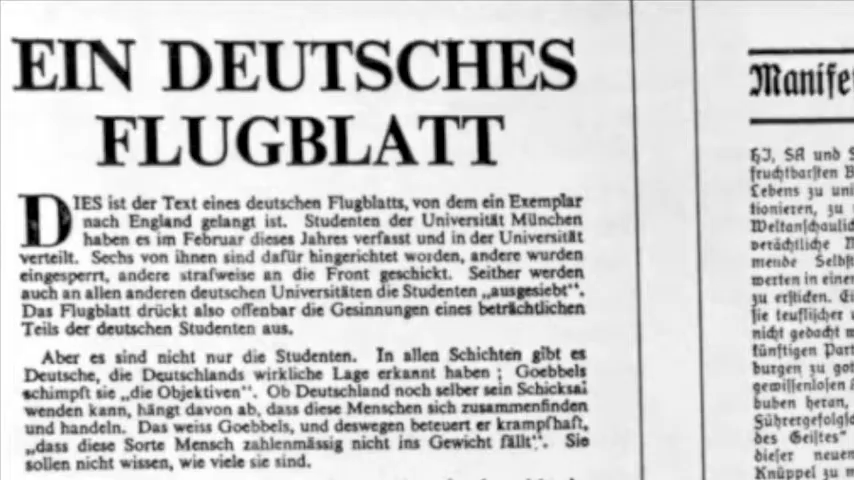 EIN DEUTSCHES
FLUGBLATT
DIES ist der Text eines deutschen Flugblatts, von dem ein Exemplar
nach England gelangt ist. Studenten der Universität München
haben es im Februar dieses Jahres verfasst und in der Universität
verteilt. Sechs von ihnen sind dafür hingerichtet worden, andere wurden
eingesperrt, andere strafweise an die Front geschickt. Seither werden
auch an allen anderen deutschen Universitäten die Studenten „ausgesiebt“.
Das Flugblatt drückt also offenbar die Gesinnungen eines beträchtlichen
Teils der deutschen Studenten aus.
Aber es sind nicht nur die Studenten. In allen Schichten gibt es
Deutsche, die Deutschlands wirkliche Lage erkannt haben ; Goebbels
schimpft sie „die Objektiven“. Ob Deutschland noch selber sein Schicksal
wenden kann, hängt davon ab, dass diese Menschen sich zusammenfinden
und handeln. Das weiss Goebbels, und deswegen beteuert er krampfhaft,
„dass diese Sorte Mensch zahlenmässig nicht ins Gewicht fällt“. Sie
sollen nicht wissen, wie viele sie sind.
Manife
HJ, SA und S
fruchtbarsten B
Lebens zu uni
tionieren, zu
Weltanschaulich
verächtliche M
mende Selbst
werten in einem
zu ersticken. Ei
sie teuflischer
nicht gedacht
künftigen Part
burgen zu got
gewissenlosen
buben heran,
Führergefolgsch
des Geistes"
dieser neuen
Knüppel zu m